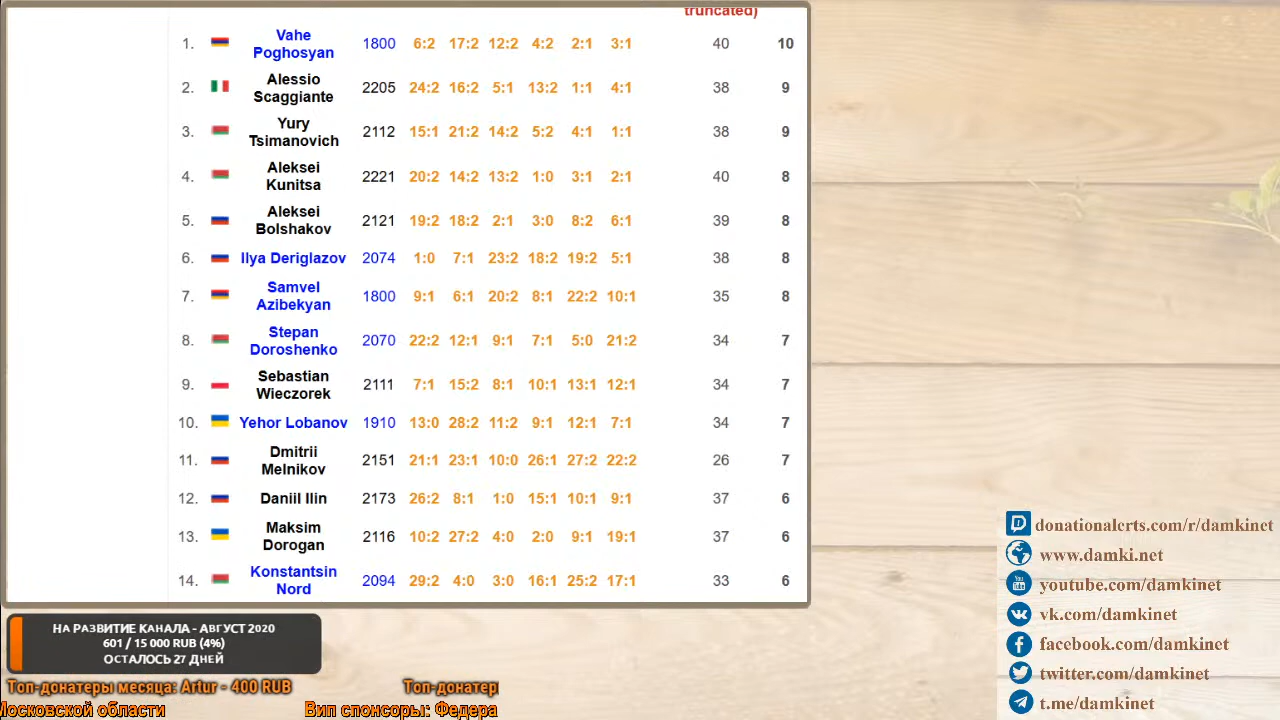 truncated)
1. Vahe Poghosyan 1800 6:2 17:2 12:2 4:2 2:1 3:1 40 10
2. Alessio Scaggiante 2205 24:2 16:2 5:1 13:2 1:1 4:1 38 9
3. Yury Tsimanovich 2112 15:1 21:2 14:2 5:2 4:1 1:1 38 9
4. Aleksei Kunitsa 2221 20:2 14:2 13:2 1:0 3:1 2:1 40 8
5. Aleksei Bolshakov 2121 19:2 18:2 2:1 3:0 8:2 6:1 39 8
6. Ilya Deriglazov 2074 1:0 7:1 23:2 18:2 19:2 5:1 38 8
7. Samvel Azibekyan 1800 9:1 6:1 20:2 8:1 22:2 10:1 35 8
8. Stepan Doroshenko 2070 22:2 12:1 9:1 7:1 5:0 21:2 34 7
9. Sebastian Wieczorek 2111 7:1 15:2 8:1 10:1 13:1 12:1 34 7
10. Yehor Lobanov 1910 13:0 28:2 11:2 9:1 12:1 7:1 34 7
11. Dmitrii Melnikov 2151 21:1 23:1 10:0 26:1 27:2 22:2 26 7
12. Daniil Ilin 2173 26:2 8:1 1:0 15:1 10:1 9:1 37 6
13. Maksim Dorogan 2116 10:2 27:2 4:0 2:0 9:1 19:1 37 6
14. Konstantsin Nord 2094 29:2 4:0 3:0 16:1 25:2 17:1 33 6
donationalerts.com/r/damkinet
www.damki.net
youtube.com/damkinet
vk.com/damkinet
facebook.com/damkinet
twitter.com/damkinet
t.me/damkinet
НА РАЗВИТИЕ КАНАЛА - АВГУСТ 2020
601 / 15 000 RUB (4%)
ОСТАЛОСЬ 27 ДНЕЙ
Топ-донатеры месяца: Artur - 400 RUB Топ-донатер
Московской области Вип спонсоры: Федера